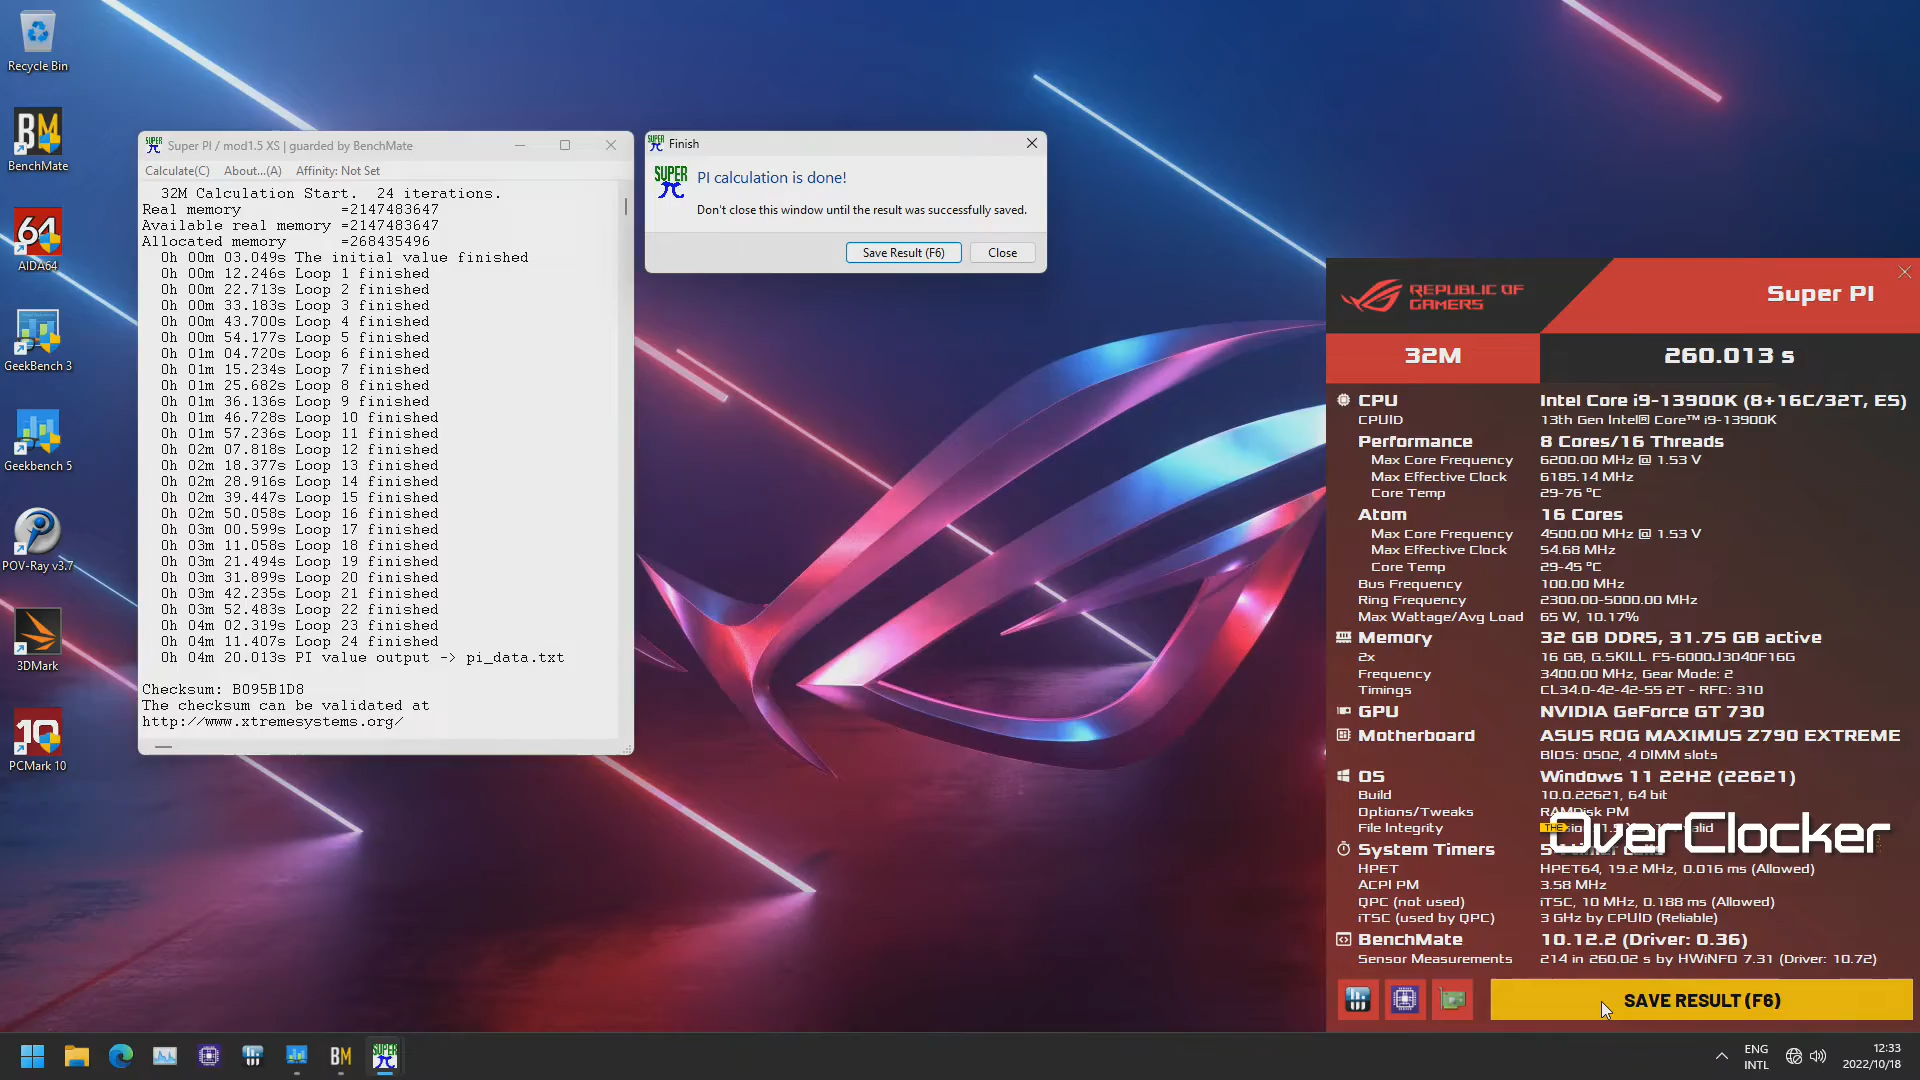 Recycle Bin
BM
BenchMate
64
AIDA64
GeekBench 3
Geekbench 5
POV-Ray v3.7
3DMark
10
PCMark 10
Super PI / mod1.5 XS | guarded by BenchMate
Calculate(C) About...(A) Affinity: Not Set
32M Calculation Start. 24 iterations.
Real memory =2147483647
Available real memory =2147483647
Allocated memory =268435496
0h 00m 03.049s The initial value finished
0h 00m 12.246s Loop 1 finished
0h 00m 22.713s Loop 2 finished
0h 00m 33.183s Loop 3 finished
0h 00m 43.700s Loop 4 finished
0h 00m 54.177s Loop 5 finished
0h 01m 04.720s Loop 6 finished
0h 01m 15.234s Loop 7 finished
0h 01m 25.682s Loop 8 finished
0h 01m 36.136s Loop 9 finished
0h 01m 46.728s Loop 10 finished
0h 01m 57.236s Loop 11 finished
0h 02m 07.818s Loop 12 finished
0h 02m 18.377s Loop 13 finished
0h 02m 28.916s Loop 14 finished
0h 02m 39.447s Loop 15 finished
0h 02m 50.058s Loop 16 finished
0h 03m 00.599s Loop 17 finished
0h 03m 11.058s Loop 18 finished
0h 03m 21.494s Loop 19 finished
0h 03m 31.899s Loop 20 finished
0h 03m 42.235s Loop 21 finished
0h 03m 52.483s Loop 22 finished
0h 04m 02.319s Loop 23 finished
0h 04m 11.407s Loop 24 finished
0h 04m 20.013s PI value output -> pi_data.txt
Checksum: B095B1D8
The checksum can be validated at
http://www.xtremesystems.org/
Finish
SUPER π
PI calculation is done!
Don't close this window until the result was successfully saved.
Save Result (F6) Close
REPUBLIC OF
GAMERS
Super PI
32M 260.013 s
CPU Intel Core i9-13900K (8+16C/32T, ES)
CPUID 13th Gen Intel® Core™ i9-13900K
Performance 8 Cores/16 Threads
Max Core Frequency 6200.00 MHz @ 1.53 V
Max Effective Clock 6185.14 MHz
Core Temp 29-76 °C
Atom 16 Cores
Max Core Frequency 4500.00 MHz @ 1.53 V
Max Effective Clock 54.68 MHz
Core Temp 29-45 °C
Bus Frequency 100.00 MHz
Ring Frequency 2300.00-5000.00 MHz
Max Wattage/Avg Load 65 W, 10.17%
Memory 32 GB DDR5, 31.75 GB active
2x 16 GB, G.SKILL F5-6000J3040F16G
Frequency 3400.00 MHz, Gear Mode: 2
Timings CL34.0-42-42-55 2T - RFC: 310
GPU NVIDIA GeForce GT 730
Motherboard ASUS ROG MAXIMUS Z790 EXTREME
BIOS: 0502, 4 DIMM slots
OS Windows 11 22H2 (22621)
Build 10.0.22621, 64 bit
Options/Tweaks RAMDisk PM
File Integrity
THE OverClocker
System Timers
HPET HPET64, 19.2 MHz, 0.016 ms (Allowed)
ACPI PM 3.58 MHz
QPC (not used) iTSC, 10 MHz, 0.188 ms (Allowed)
iTSC (used by QPC) 3 GHz by CPUID (Reliable)
BenchMate 10.12.2 (Driver: 0.36)
Sensor Measurements 214 in 260.02 s by HWiNFO 7.31 (Driver: 10.72)
SAVE RESULT (F6)
BM
SUPER π
ENG
INTL
12:33
2022/10/18